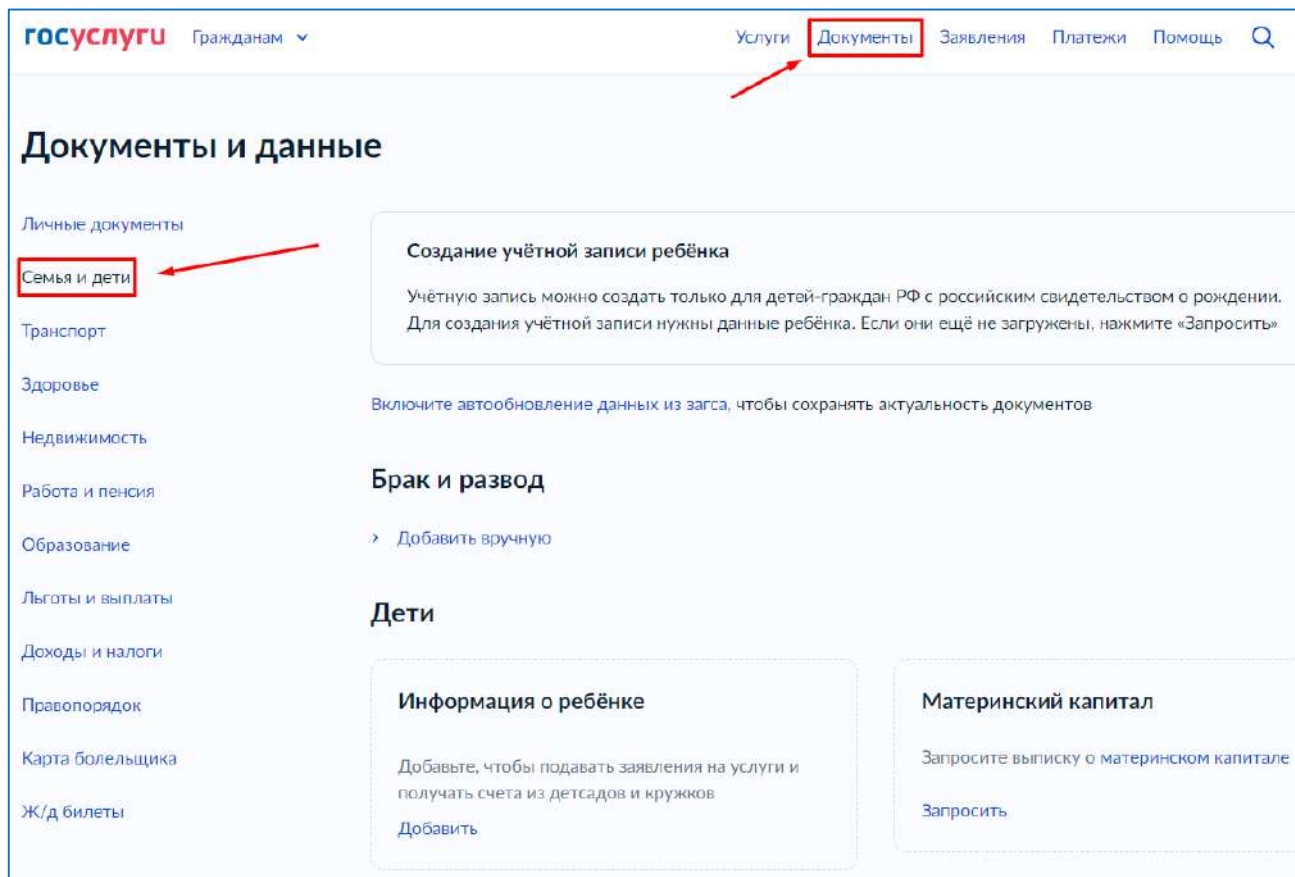 госуслуги Гражданам Услуги Документы Заявления Платежи Помощь
Документы и данные
Личные документы
Семья и дети
Транспорт
Здоровье
Недвижимость
Работа и пенсия
Образование
Льготы и выплаты
Доходы и налоги
Правопорядок
Карта болельщика
Ж/д билеты
Создание учётной записи ребёнка
Учётную запись можно создать только для детей-граждан РФ с российским свидетельством о рождении.
Для создания учётной записи нужны данные ребёнка. Если они ещё не загружены, нажмите «Запросить»
Включите автообновление данных из загса, чтобы сохранять актуальность документов
Брак и развод
Добавить вручную
Дети
Информация о ребёнке
Добавьте, чтобы подавать заявления на услуги и
получать счета из детсадов и кружков
Добавить
Материнский капитал
Запросите выписку о материнском капитале
Запросить